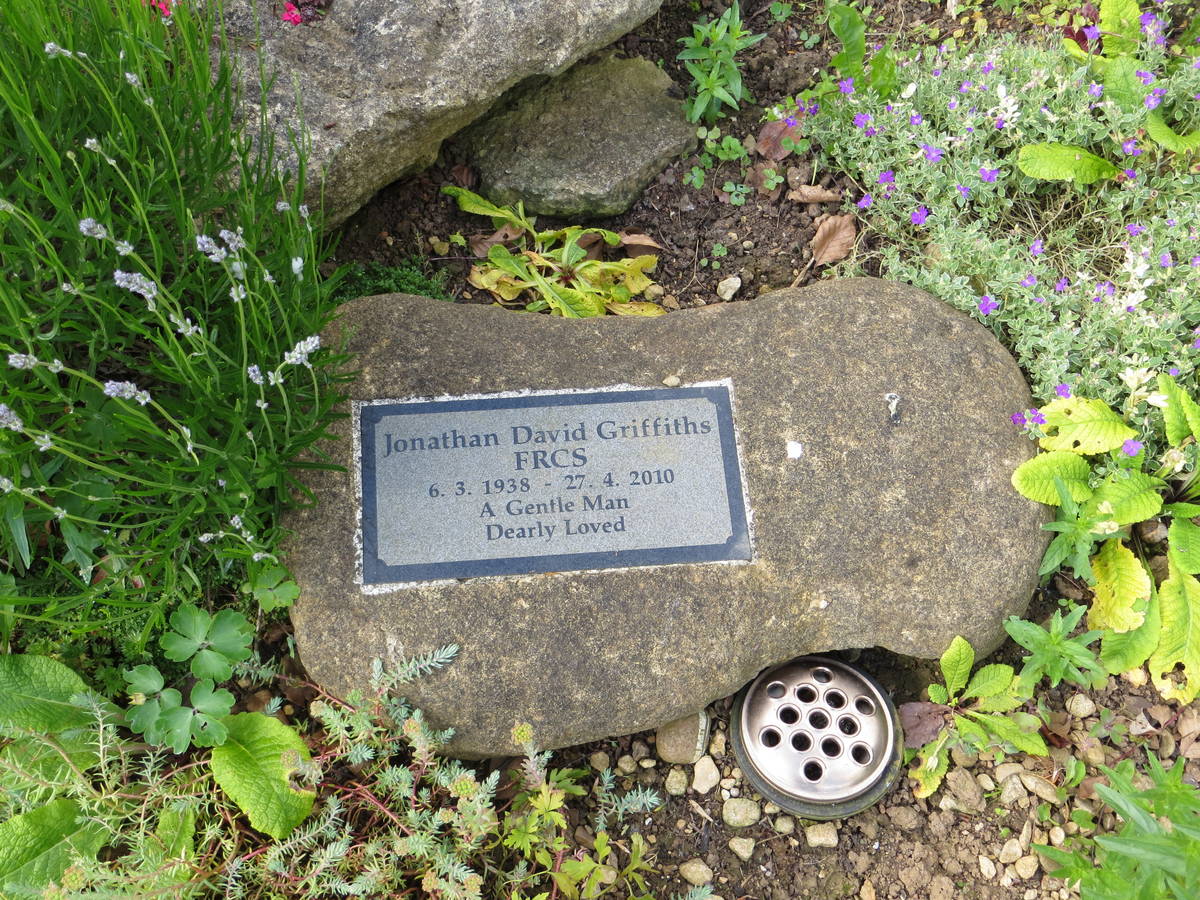 Jonathan David Griffiths
FRCS
6. 3. 1938 - 27. 4. 2010
A Gentle Man
Dearly Loved